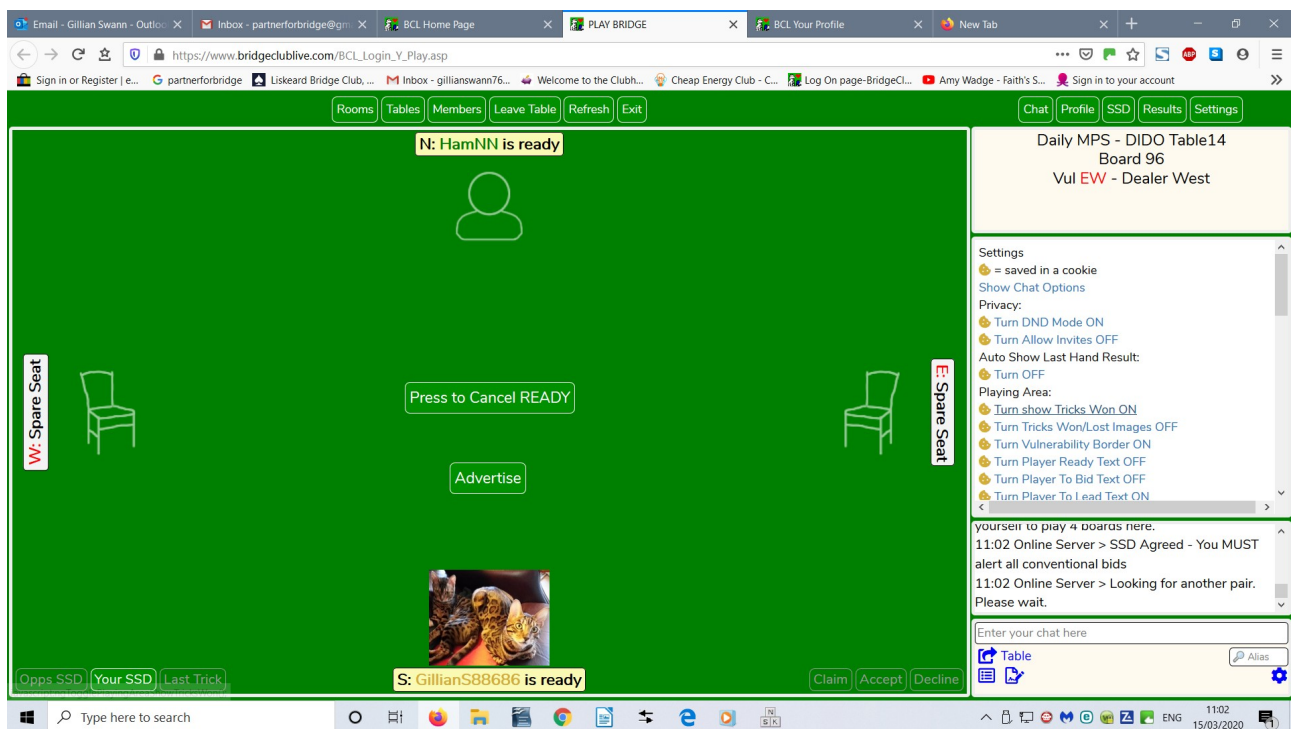 Email - Gillian Swann - Outloo
Inbox - partnerforbridge@gm
BCL Home Page
PLAY BRIDGE
BCL Your Profile
New Tab
https://www.bridgeclublive.com/BCL_Login_Y_Play.asp
Sign in or Register | e...
partnerforbridge
Liskeard Bridge Club, ...
Inbox - gillianswann76...
Welcome to the Clubh...
Cheap Energy Club - C...
Log On page-BridgeCl...
Amy Wadge - Faith's S...
Sign in to your account
Rooms Tables Members Leave Table Refresh Exit
Chat Profile SSD Results Settings
N: HamNN is ready
Daily MPS - DIDO Table14
Board 96
Vul EW - Dealer West
Settings
= saved in a cookie
Show Chat Options
Privacy:
Turn DND Mode ON
Turn Allow Invites OFF
Auto Show Last Hand Result:
Turn OFF
Playing Area:
Turn show Tricks Won ON
Turn Tricks Won/Lost Images OFF
Turn Vulnerability Border ON
Turn Player Ready Text OFF
Turn Player To Bid Text OFF
Turn Player To Lead Text ON
W: Spare Seat
E: Spare Seat
Press to Cancel READY
Advertise
yourself to play 4 boards here.
11:02 Online Server > SSD Agreed - You MUST
alert all conventional bids
11:02 Online Server > Looking for another pair.
Please wait.
Enter your chat here
Table
Alias
Opps SSD Your SSD Last Trick
S: GillianS88686 is ready
Claim Accept Decline
Type here to search
N
S K
ENG
11:02
15/03/2020